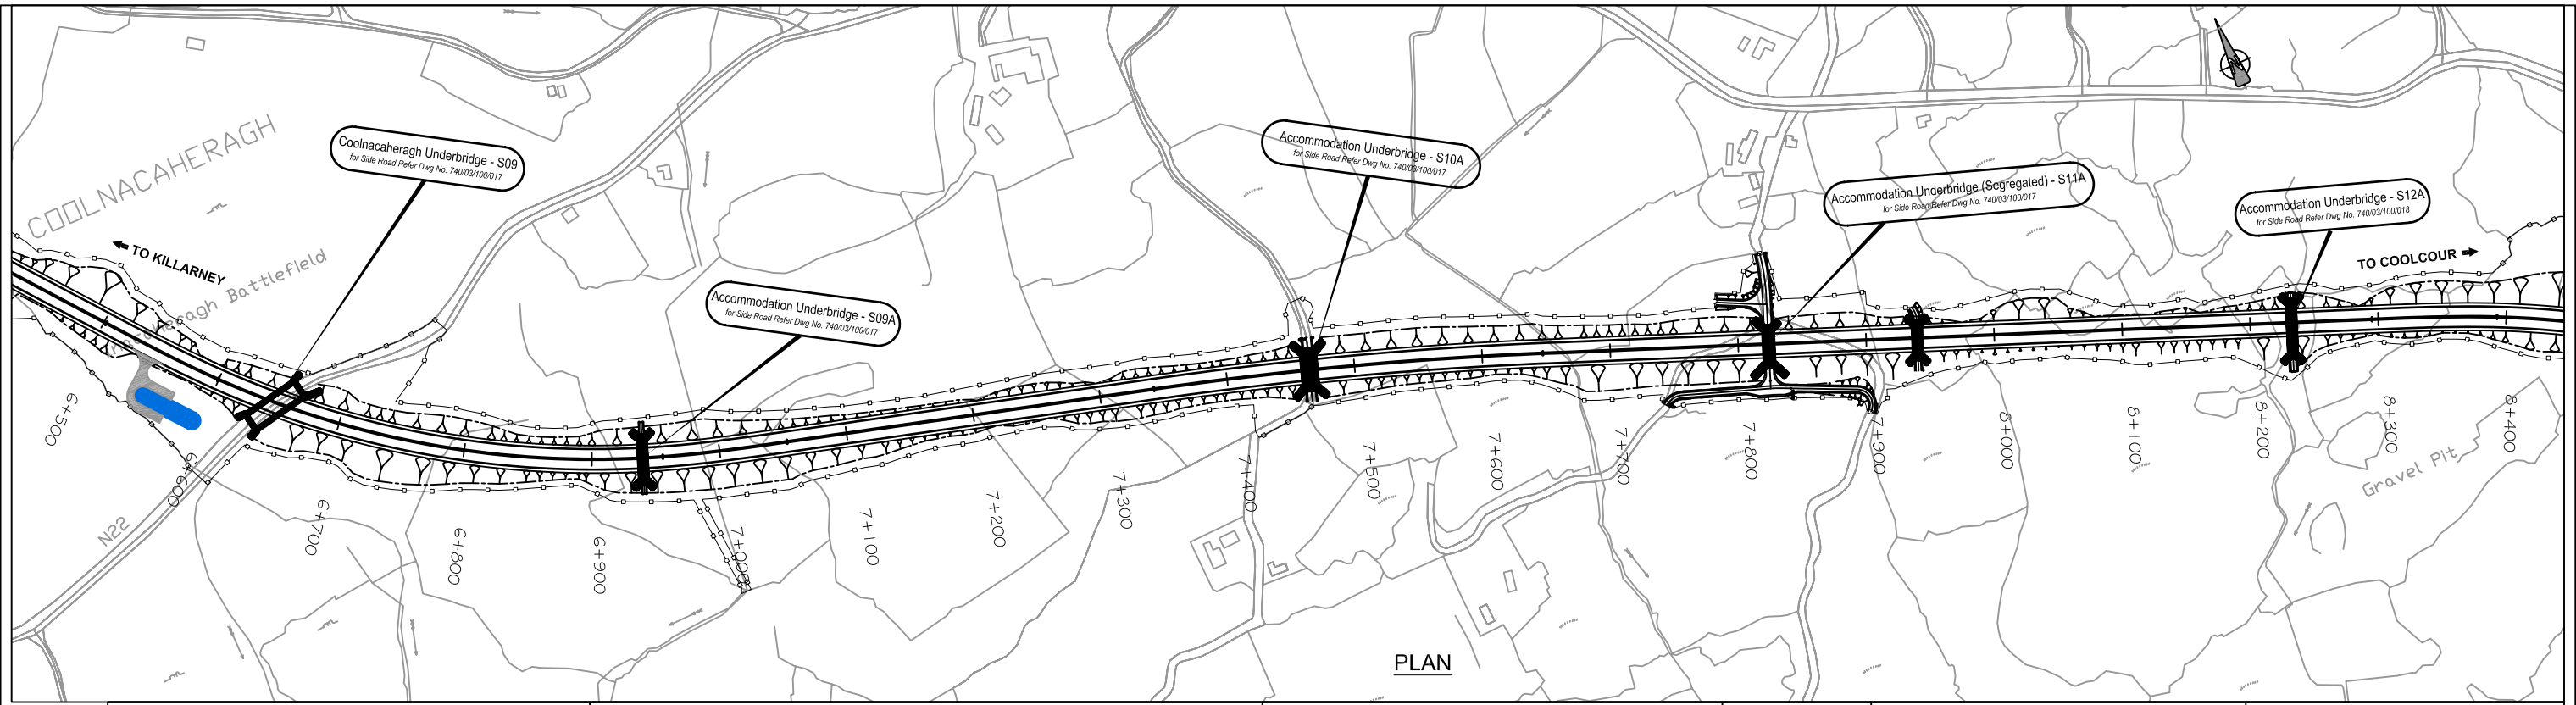 COOLNACAHERAGH
Coolnacaheragh Underbridge - S09
for Side Road Refer Dwg No. 740/03/100/017
Accommodation Underbridge - S10A
for Side Road Refer Dwg No. 740/03/100/017
Accommodation Underbridge (Segregated) - S11A
for Side Road Refer Dwg No. 740/03/100/017
Accommodation Underbridge - S12A
for Side Road Refer Dwg No. 740/03/100/018
TO KILLARNEY
Battlefield
TO COOLCOUR
Accommodation Underbridge - S09A
for Side Road Refer Dwg No. 740/03/100/017
6+500
6+600
6+700
6+800
6+900
7+000
7+100
7+200
7+300
7+400
7+500
7+600
7+700
7+800
7+900
8+000
8+100
8+200
8+300
8+400
Gravel Pit
N22
PLAN